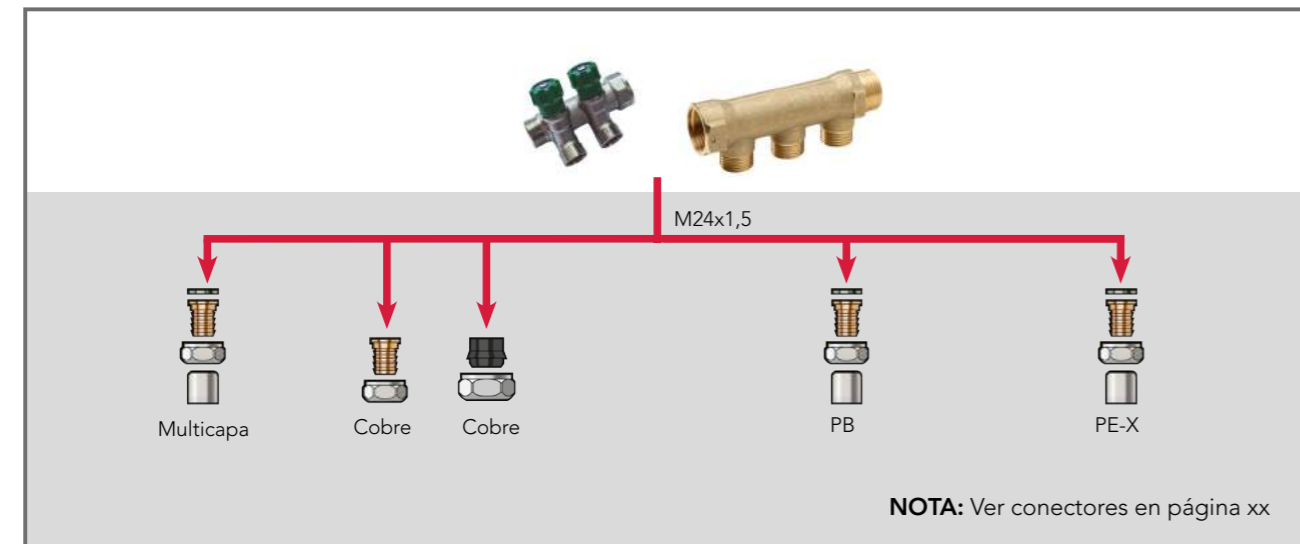 M24x1,5
Multicapa
Cobre
Cobre
PB
PE-X
NOTA: Ver conectores en página xx